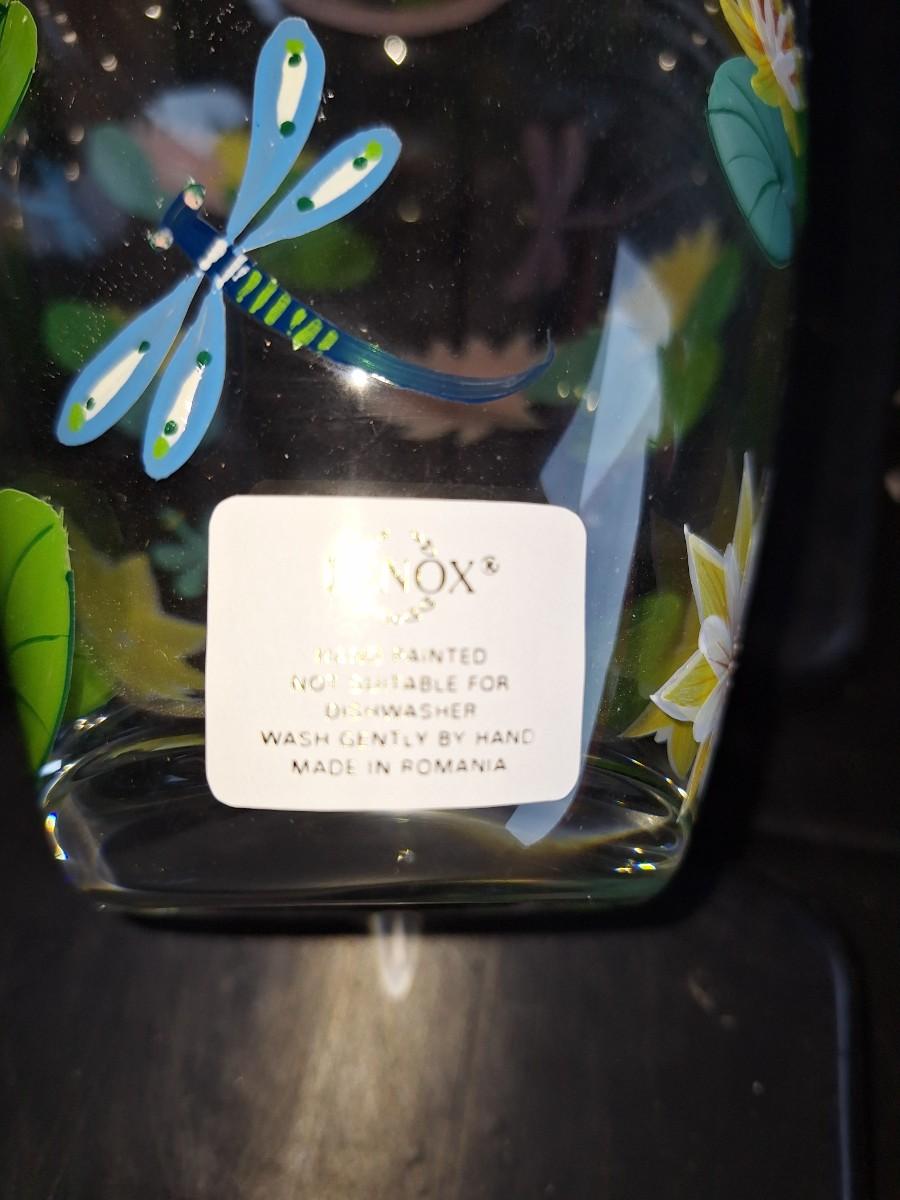 LENOX®
HAND PAINTED
NOT SUITABLE FOR
DISHWASHER
WASH GENTLY BY HAND
MADE IN ROMANIA